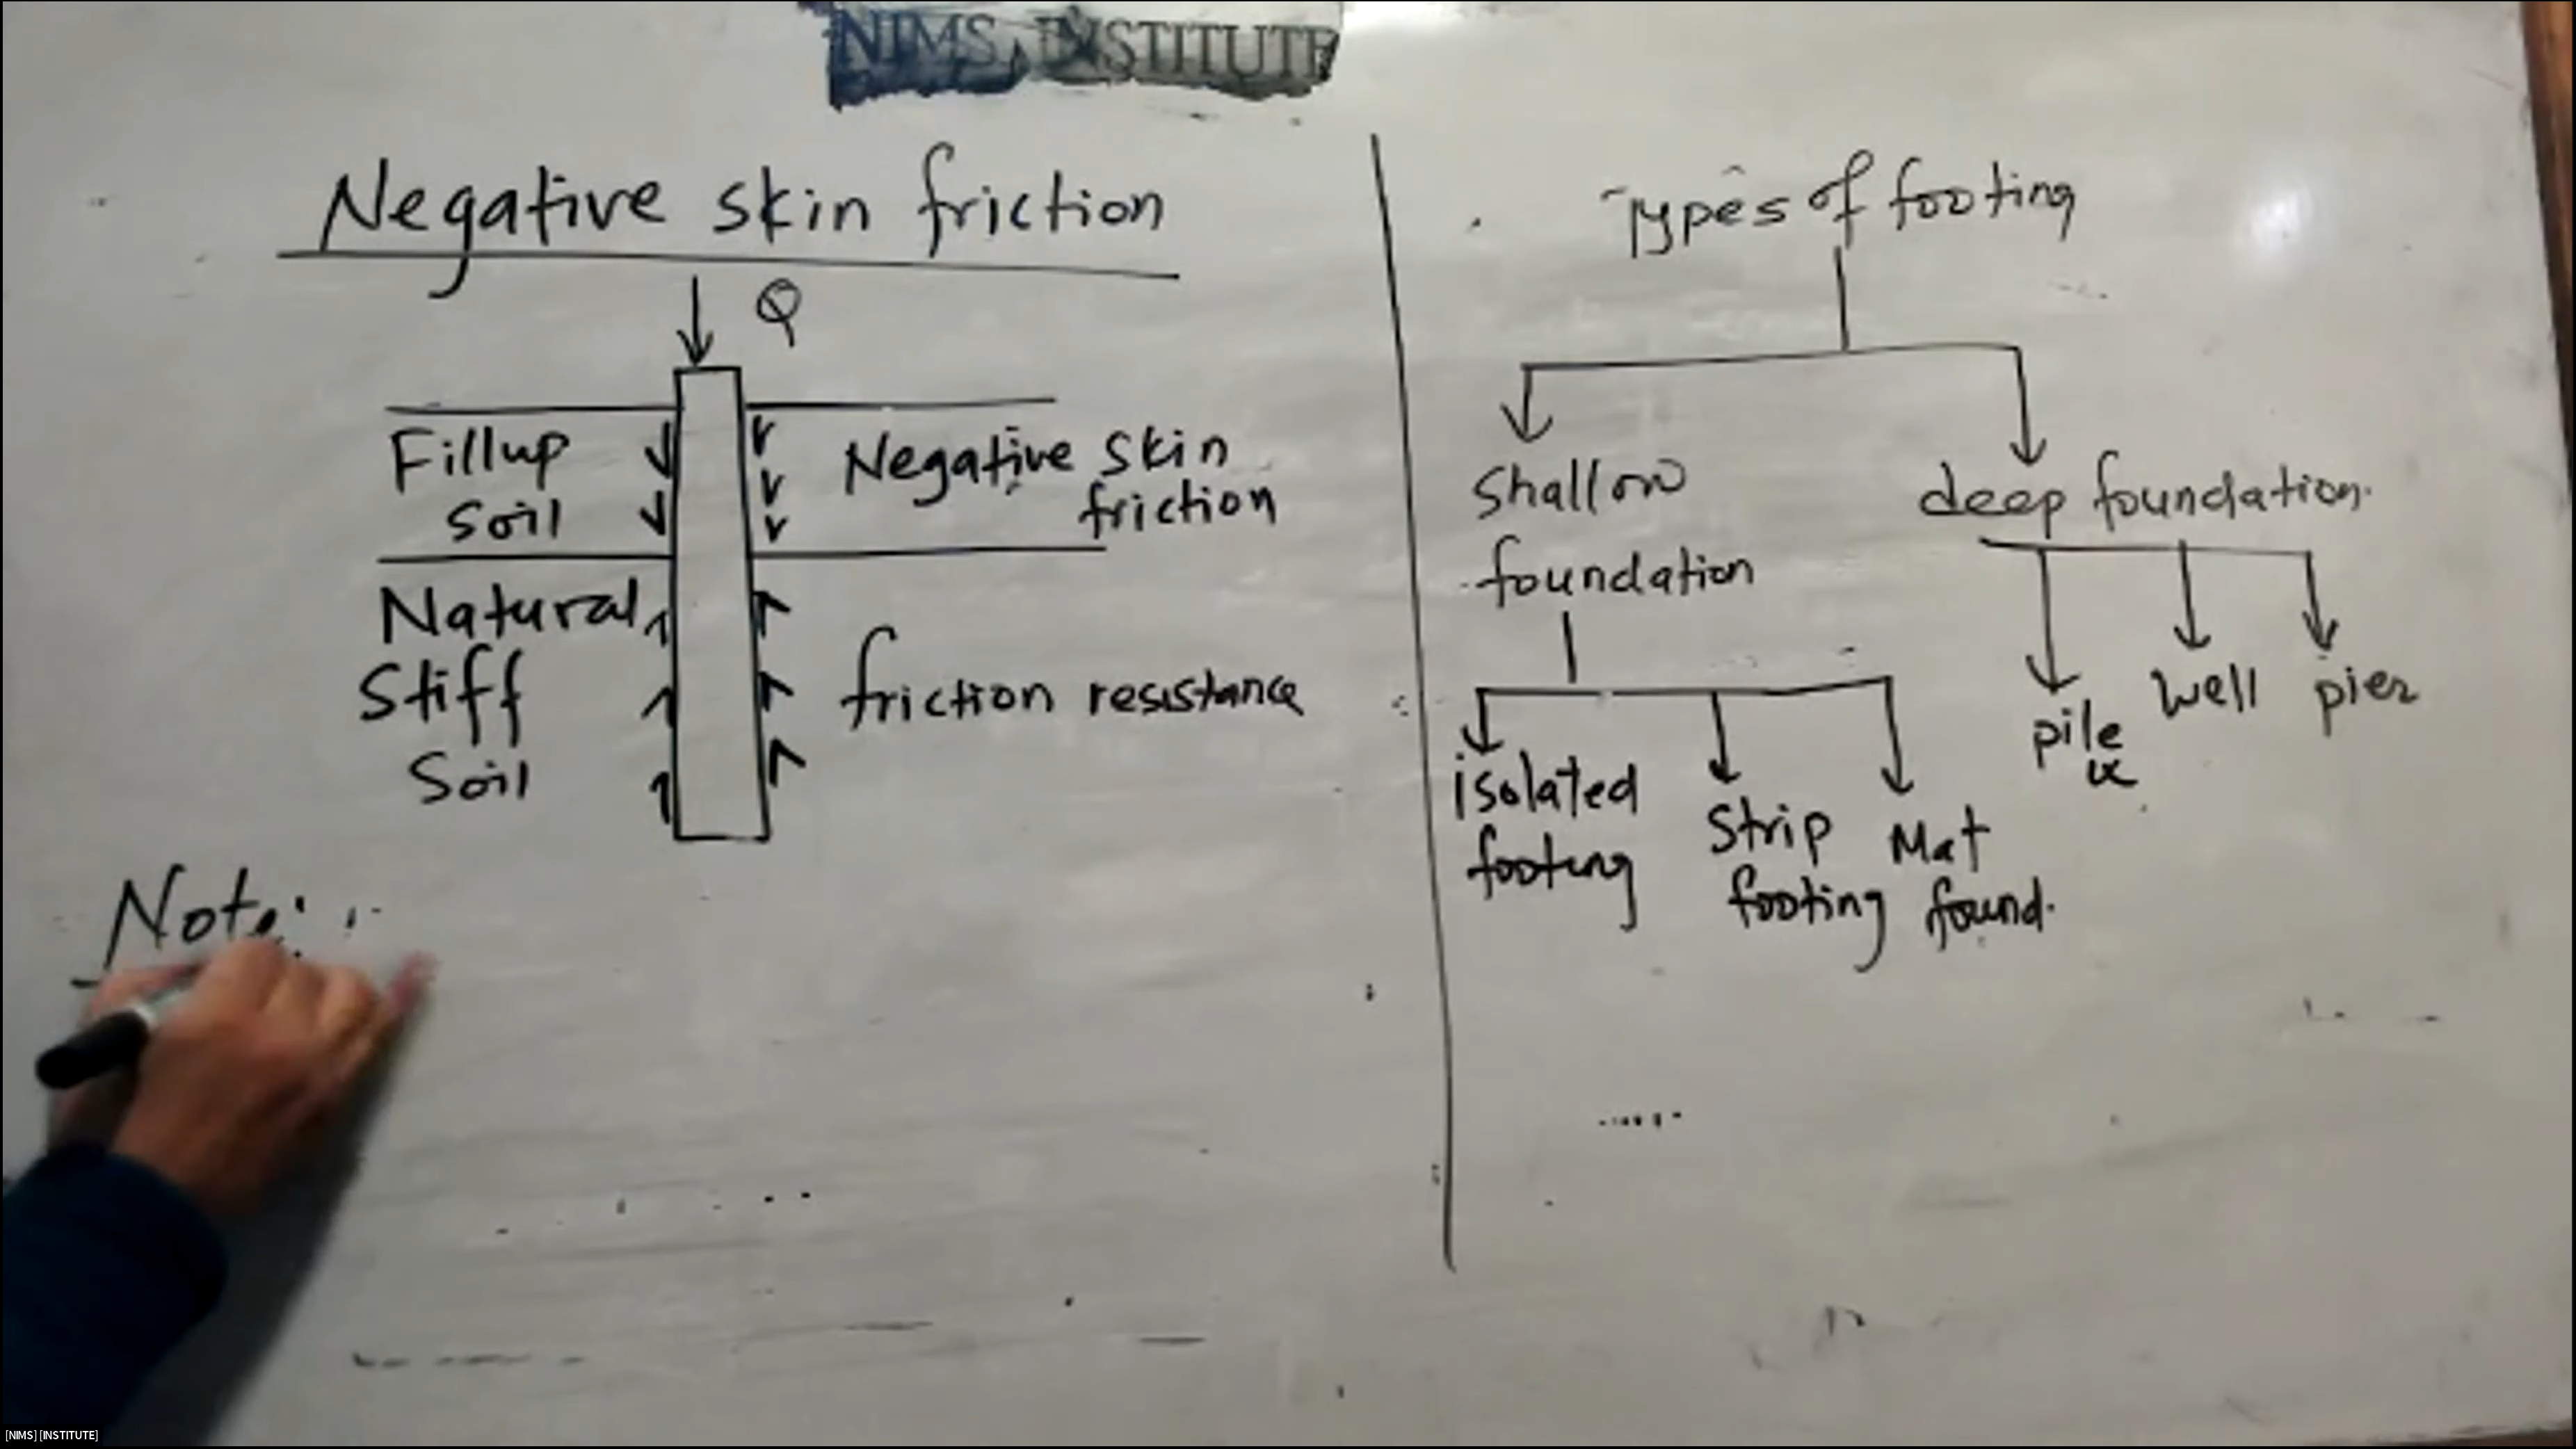 NIMS INSTITUTE
Negative skin friction
Q
Fillup
soil
Negative skin
friction
Natural
Stiff
Soil
friction resistance
Note:
Types of footing
shallow
foundation
deep foundation.
isolated
footing
Strip
footing
Mat
found.
pile
well
pier
[NIMS] [INSTITUTE]